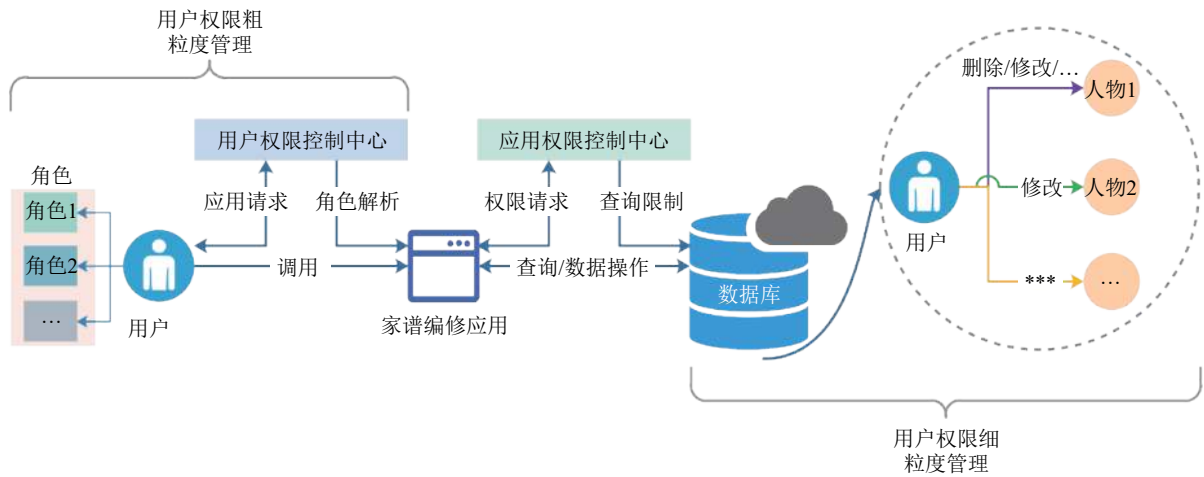 用户权限粗
粒度管理
用户权限控制中心
应用权限控制中心
角色
角色1
角色2
…
用户
应用请求
角色解析
调用
家谱编修应用
权限请求
查询限制
查询/数据操作
数据库
用户
删除/修改/…
人物1
修改
人物2
***
…
用户权限细
粒度管理